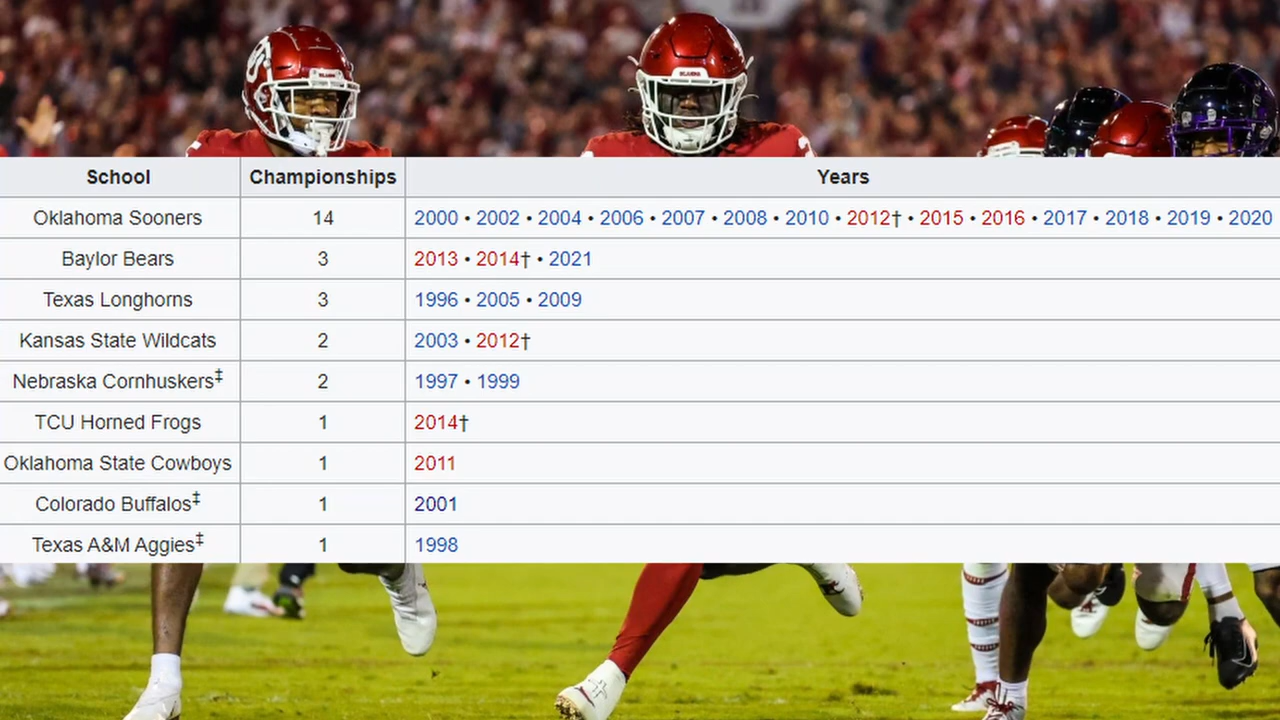 School Championships Years
Oklahoma Sooners 14 2000 • 2002 • 2004 • 2006 • 2007 • 2008 • 2010 • 2012† • 2015 • 2016 • 2017 • 2018 • 2019 • 2020
Baylor Bears 3 2013 • 2014† • 2021
Texas Longhorns 3 1996 • 2005 • 2009
Kansas State Wildcats 2 2003 • 2012†
Nebraska Cornhuskers‡ 2 1997 • 1999
TCU Horned Frogs 1 2014†
Oklahoma State Cowboys 1 2011
Colorado Buffalos‡ 1 2001
Texas A&M Aggies‡ 1 1998